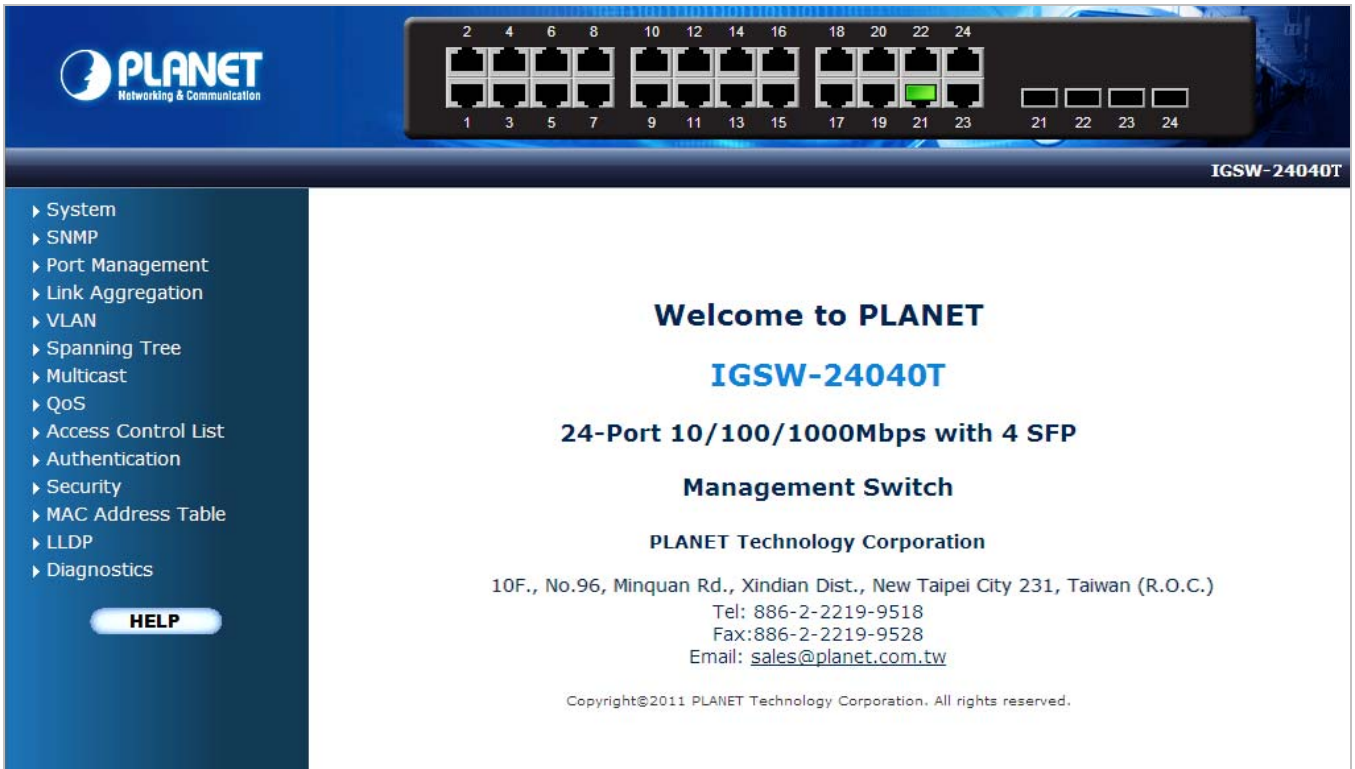 PLANET
Networking & Communication
2 4 6 8 10 12 14 16 18 20 22 24
1 3 5 7 9 11 13 15 17 19 21 23 21 22 23 24
IGSW-24040T
System
SNMP
Port Management
Link Aggregation
VLAN
Spanning Tree
Multicast
QoS
Access Control List
Authentication
Security
MAC Address Table
LLDP
Diagnostics
HELP
Welcome to PLANET
IGSW-24040T
24-Port 10/100/1000Mbps with 4 SFP
Management Switch
PLANET Technology Corporation
10F., No.96, Minquan Rd., Xindian Dist., New Taipei City 231, Taiwan (R.O.C.)
Tel: 886-2-2219-9518
Fax:886-2-2219-9528
Email: sales@planet.com.tw
Copyright©2011 PLANET Technology Corporation. All rights reserved.